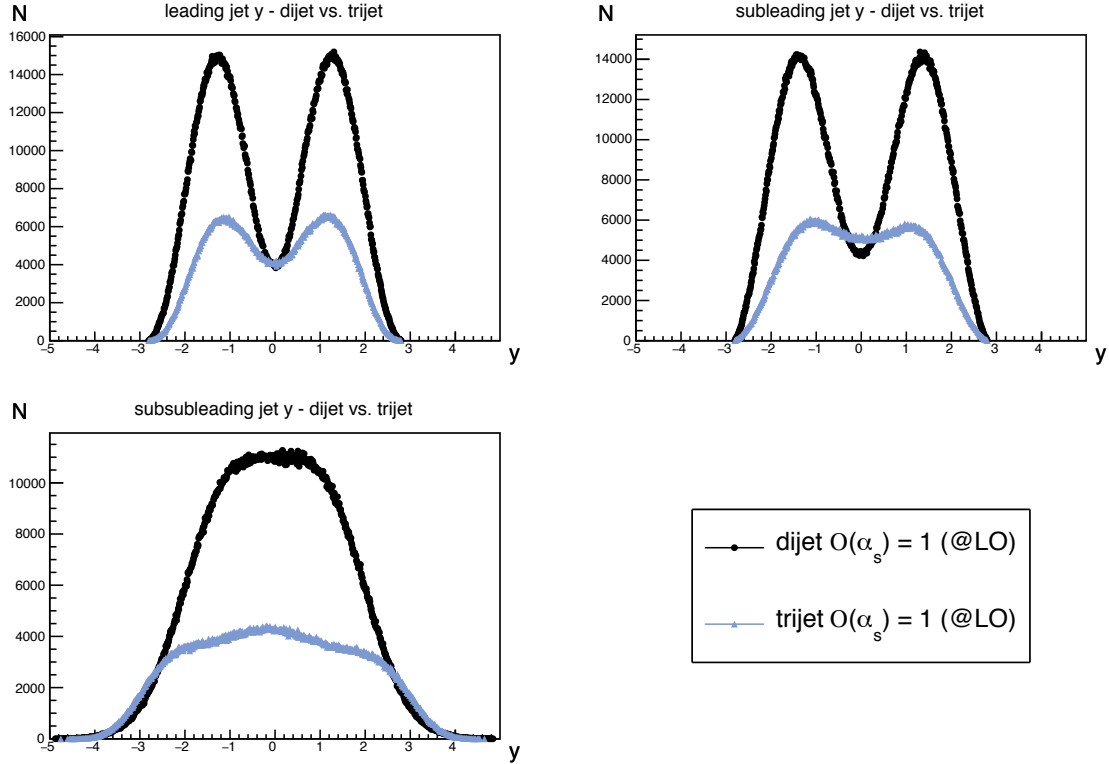 N
leading jet y - dijet vs. trijet
16000
14000
12000
10000
8000
6000
4000
2000
0
−5 −4 −3 −2 −1 0 1 2 3 4
y
N
subleading jet y - dijet vs. trijet
14000
12000
10000
8000
6000
4000
2000
0
−5 −4 −3 −2 −1 0 1 2 3 4
y
N
subsubleading jet y - dijet vs. trijet
10000
8000
6000
4000
2000
0
−5 −4 −3 −2 −1 0 1 2 3 4
y
dijet O(αs) = 1 (@LO)
trijet O(αs) = 1 (@LO)